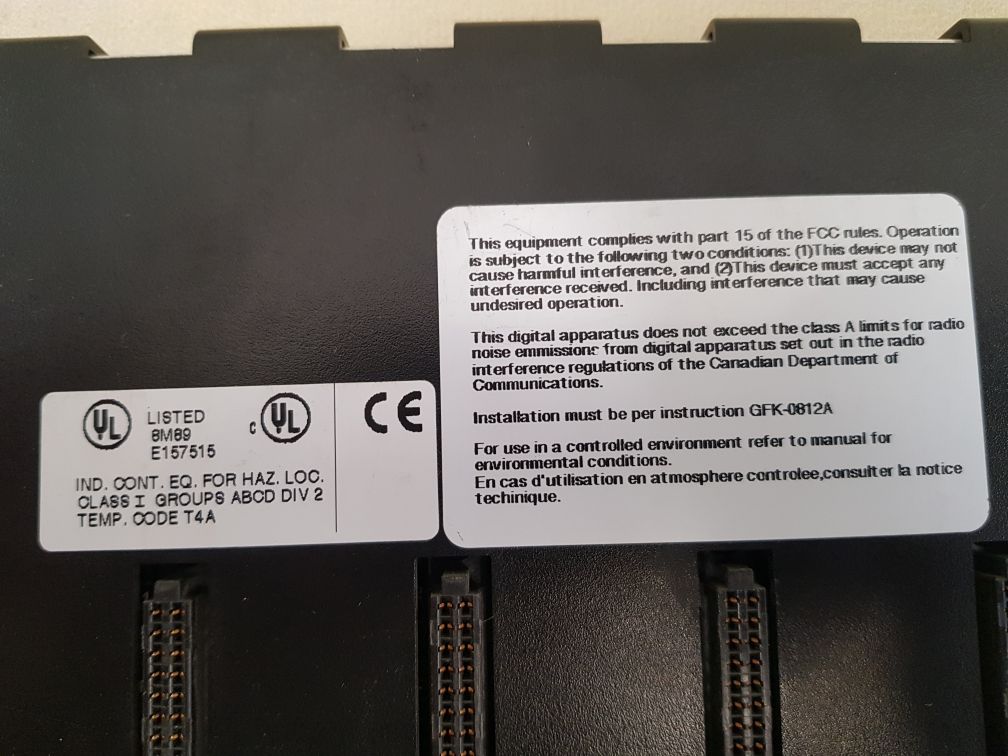 This equipment complies with part 15 of the FCC rules. Operation
is subject to the following two conditions: (1)This device may not
cause harmful interference, and (2)This device must accept any
interference received. Including interference that may cause
undesired operation.
This digital apparatus does not exceed the class A limits for radio
noise emmissions from digital apparatus set out in the radio
interference regulations of the Canadian Department of
Communications.
Installation must be per instruction GFK-0812A
For use in a controlled environment refer to manual for
environmental conditions.
En cas d'utilisation en atmosphere controlee,consulter la notice
techinique.
UL LISTED c UL CE
8M89
E157515
IND. CONT. EQ. FOR HAZ. LOC.
CLASS I GROUPS ABCD DIV 2
TEMP. CODE T4A